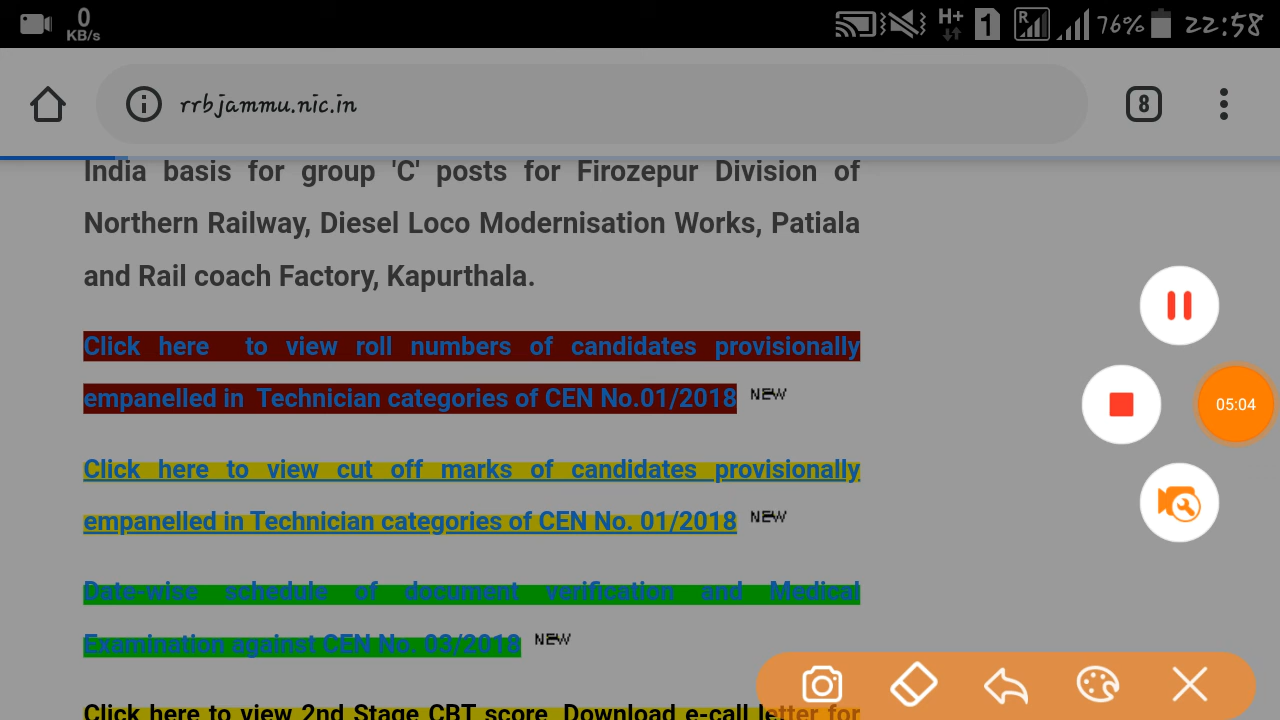 0
KB/s
H+
1
R
76%
22:58
rrbjammu.nic.in
8
India basis for group 'C' posts for Firozepur Division of
Northern Railway, Diesel Loco Modernisation Works, Patiala
and Rail coach Factory, Kapurthala.
Click here to view roll numbers of candidates provisionally
empanelled in Technician categories of CEN No.01/2018 NEW
Click here to view cut off marks of candidates provisionally
empanelled in Technician categories of CEN No. 01/2018 NEW
05:04
Date-wise schedule of document verification and Medical
Examination against CEN No. 03/2018 NEW
Click here to view 2nd Stage CBT score, Download e-call letter for